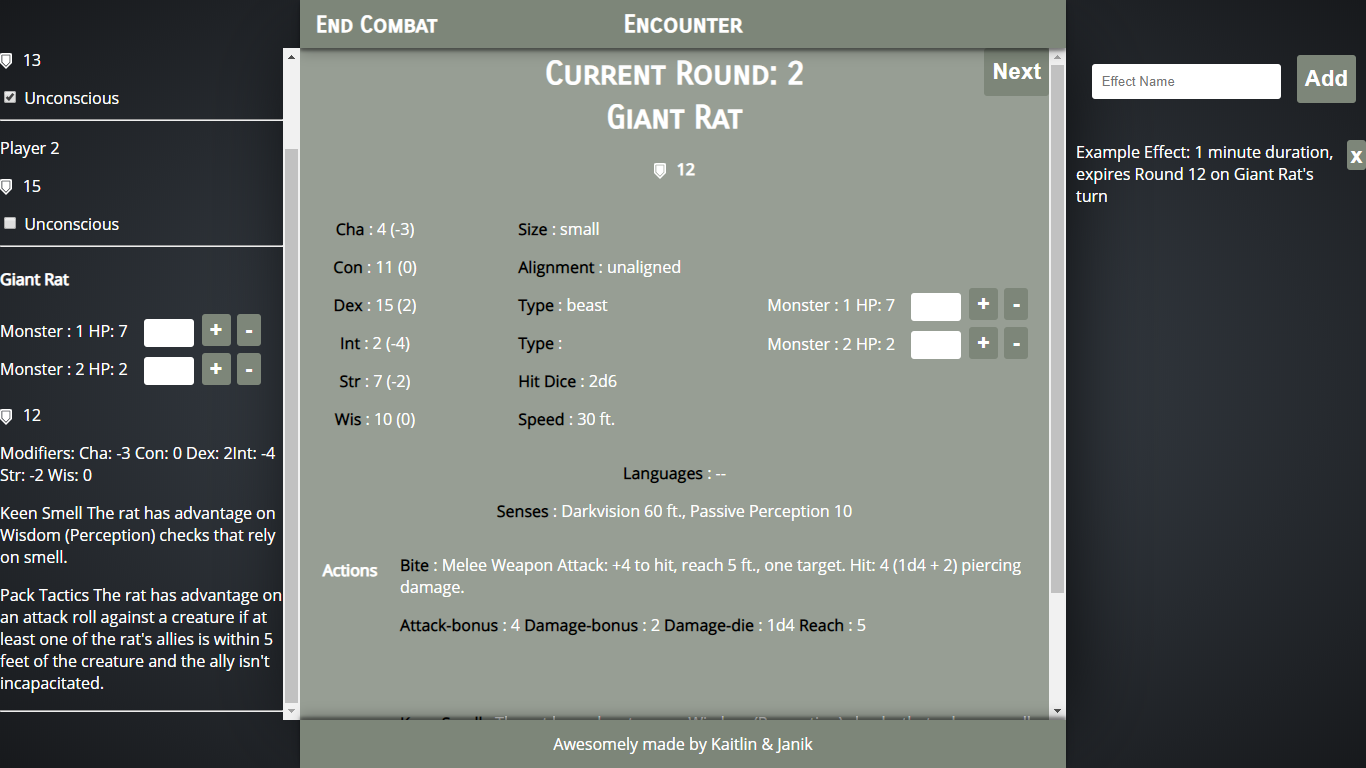 End Combat
Encounter
13
Unconscious
Player 2
15
Unconscious
Giant Rat
Monster : 1 HP: 7
+
-
Monster : 2 HP: 2
+
-
12
Modifiers: Cha: -3 Con: 0 Dex: 2Int: -4
Str: -2 Wis: 0
Keen Smell The rat has advantage on
Wisdom (Perception) checks that rely
on smell.
Pack Tactics The rat has advantage on
an attack roll against a creature if at
least one of the rat's allies is within 5
feet of the creature and the ally isn't
incapacitated.
Current Round: 2
Next
Giant Rat
12
Cha : 4 (-3)
Con : 11 (0)
Dex : 15 (2)
Int : 2 (-4)
Str : 7 (-2)
Wis : 10 (0)
Size : small
Alignment : unaligned
Type : beast
Type :
Hit Dice : 2d6
Speed : 30 ft.
Monster : 1 HP: 7
+
-
Monster : 2 HP: 2
+
-
Languages : --
Senses : Darkvision 60 ft., Passive Perception 10
Actions
Bite : Melee Weapon Attack: +4 to hit, reach 5 ft., one target. Hit: 4 (1d4 + 2) piercing
damage.
Attack-bonus : 4 Damage-bonus : 2 Damage-die : 1d4 Reach : 5
Awesomely made by Kaitlin & Janik
Effect Name
Add
Example Effect: 1 minute duration,
expires Round 12 on Giant Rat's
turn
x